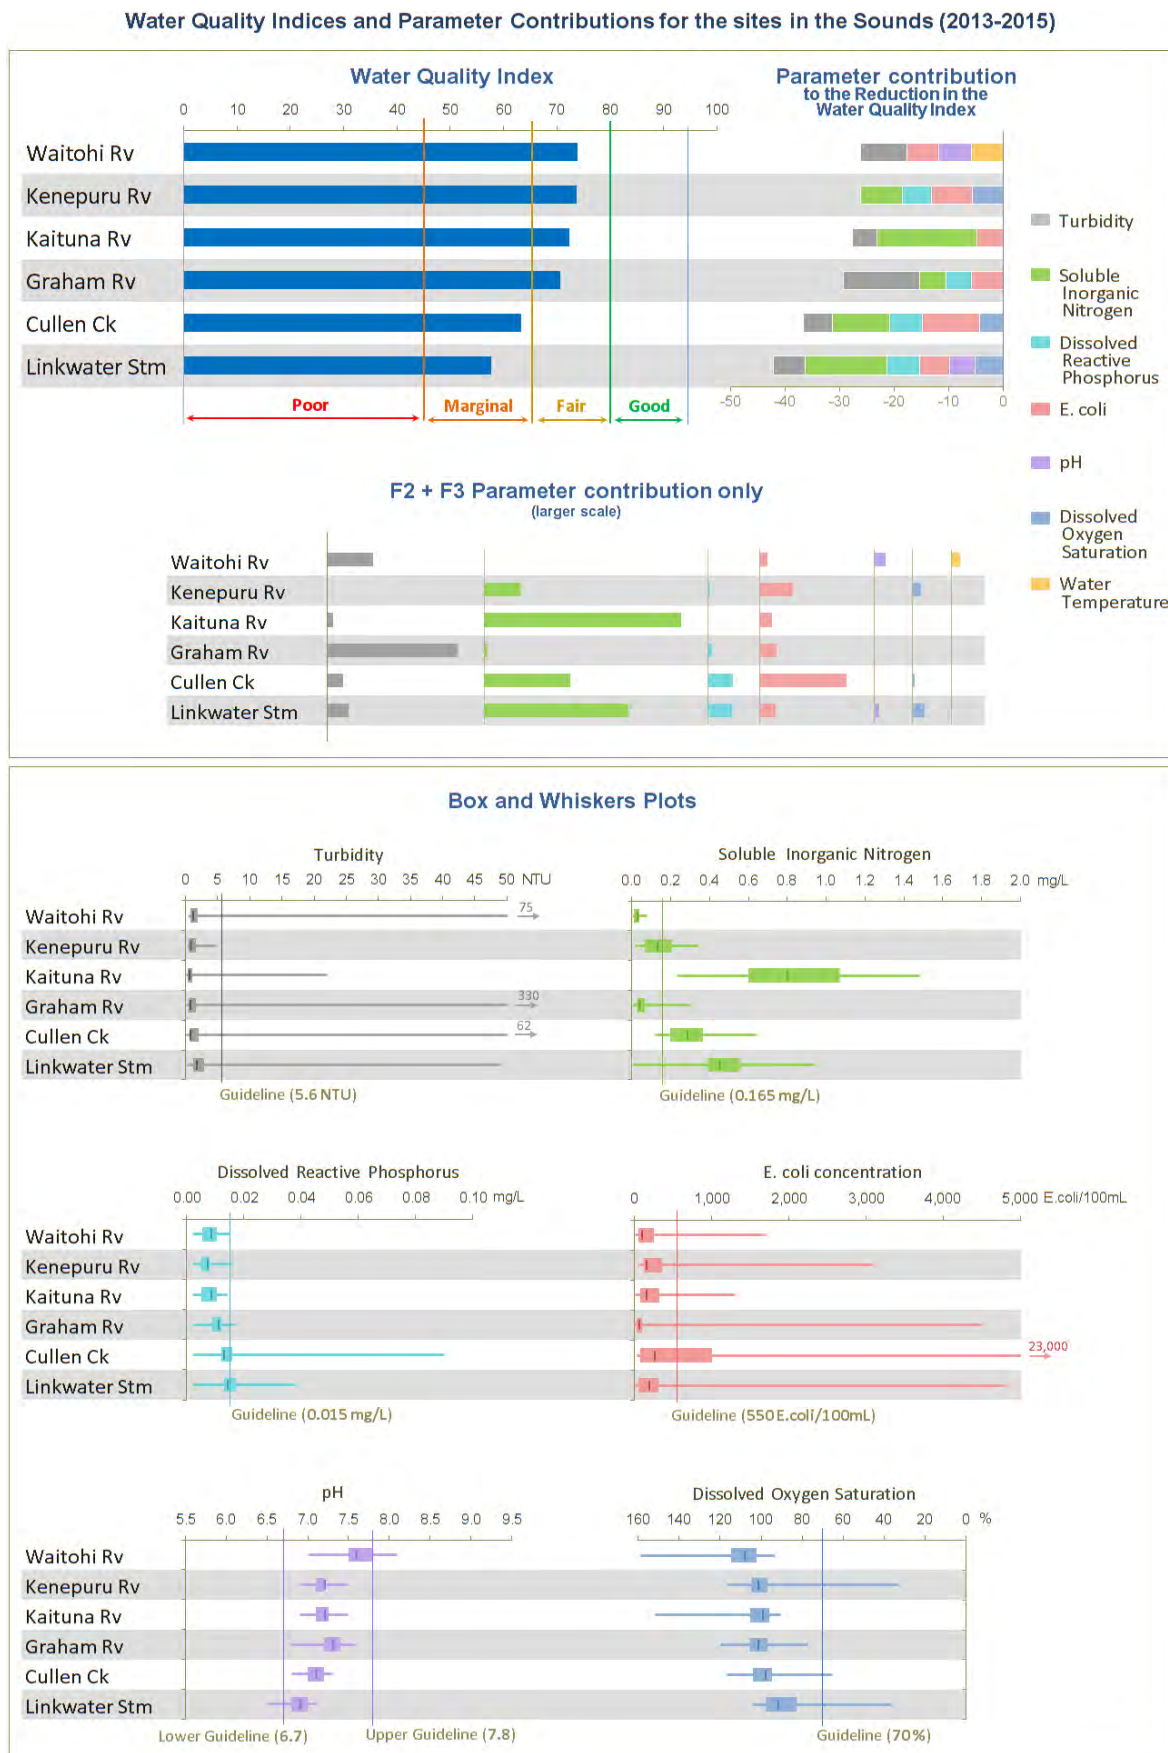 Water Quality Indices and Parameter Contributions for the sites in the Sounds (2013-2015)
Water Quality Index
Parameter contribution
to the Reduction in the
Water Quality Index
0 10 20 30 40 50 60 70 80 90 100
Waitohi Rv
Kenepuru Rv
Kaituna Rv
Graham Rv
Cullen Ck
Linkwater Stm
Poor Marginal Fair Good
-50 -40 -30 -20 -10 0
Turbidity
Soluble
Inorganic
Nitrogen
Dissolved
Reactive
Phosphorus
E. coli
pH
Dissolved
Oxygen
Saturation
Water
Temperature
F2 + F3 Parameter contribution only
(larger scale)
Waitohi Rv
Kenepuru Rv
Kaituna Rv
Graham Rv
Cullen Ck
Linkwater Stm
Box and Whiskers Plots
Turbidity
0 5 10 15 20 25 30 35 40 45 50 NTU
Waitohi Rv
Kenepuru Rv
Kaituna Rv
Graham Rv
Cullen Ck
Linkwater Stm
75
330
62
Guideline (5.6 NTU)
Soluble Inorganic Nitrogen
0.0 0.2 0.4 0.6 0.8 1.0 1.2 1.4 1.6 1.8 2.0 mg/L
Guideline (0.165 mg/L)
Dissolved Reactive Phosphorus
0.00 0.02 0.04 0.06 0.08 0.10 mg/L
Waitohi Rv
Kenepuru Rv
Kaituna Rv
Graham Rv
Cullen Ck
Linkwater Stm
Guideline (0.015 mg/L)
E. coli concentration
0 1,000 2,000 3,000 4,000 5,000 E.coli/100mL
23,000
Guideline (550 E.coli/100mL)
pH
5.5 6.0 6.5 7.0 7.5 8.0 8.5 9.0 9.5
Waitohi Rv
Kenepuru Rv
Kaituna Rv
Graham Rv
Cullen Ck
Linkwater Stm
Lower Guideline (6.7) Upper Guideline (7.8)
Dissolved Oxygen Saturation
160 140 120 100 80 60 40 20 0 %
Guideline (70%)